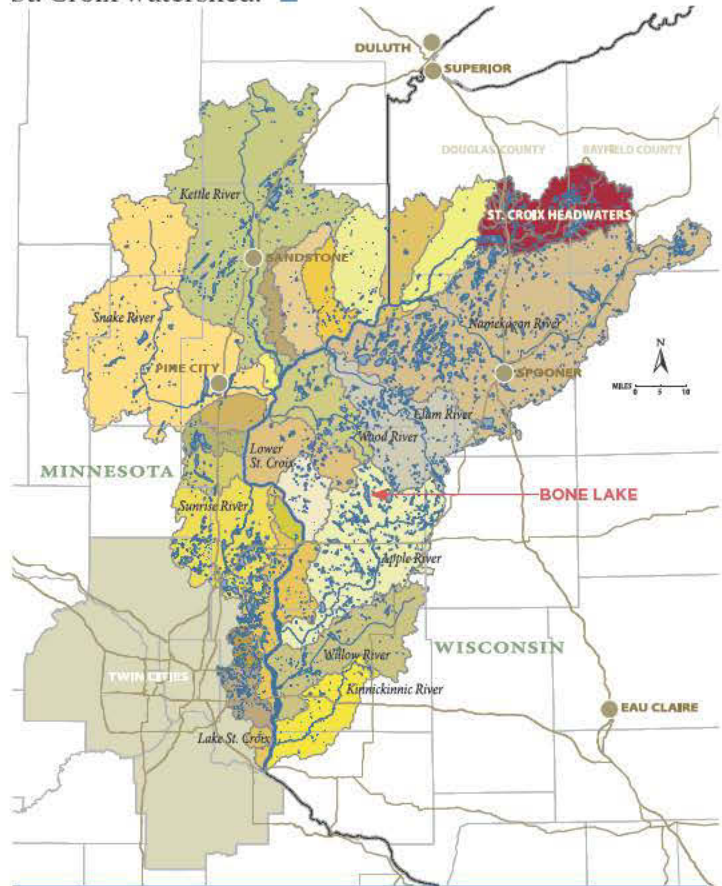 St. Croix watershed.
DULUTH
SUPERIOR
DOUGLAS COUNTY
BAYFIELD COUNTY
Kettle River
ST. CROIX HEADWATERS
SANDSTONE
Snake River
Namekagon River
N
PINE CITY
SPOONER
MILES 0 5 10
Clam River
Wood River
Lower
St. Croix
MINNESOTA
BONE LAKE
Sunrise River
Apple River
WISCONSIN
Willow River
TWIN CITIES
Kinnickinnic River
EAU CLAIRE
Lake St. Croix